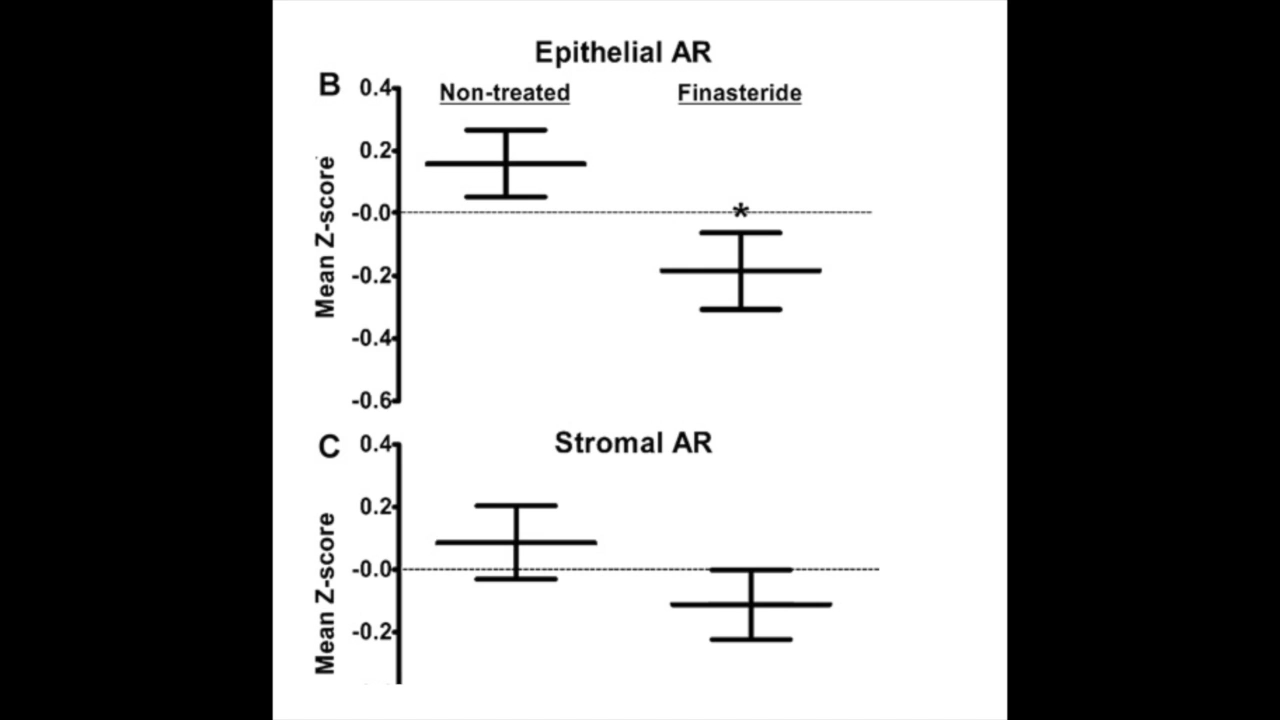 Epithelial AR
B
Non-treated Finasteride
0.4
0.2
-0.0
-0.2
-0.4
-0.6
Mean Z-score
*
Stromal AR
C
0.4
0.2
-0.0
-0.2
Mean Z-score